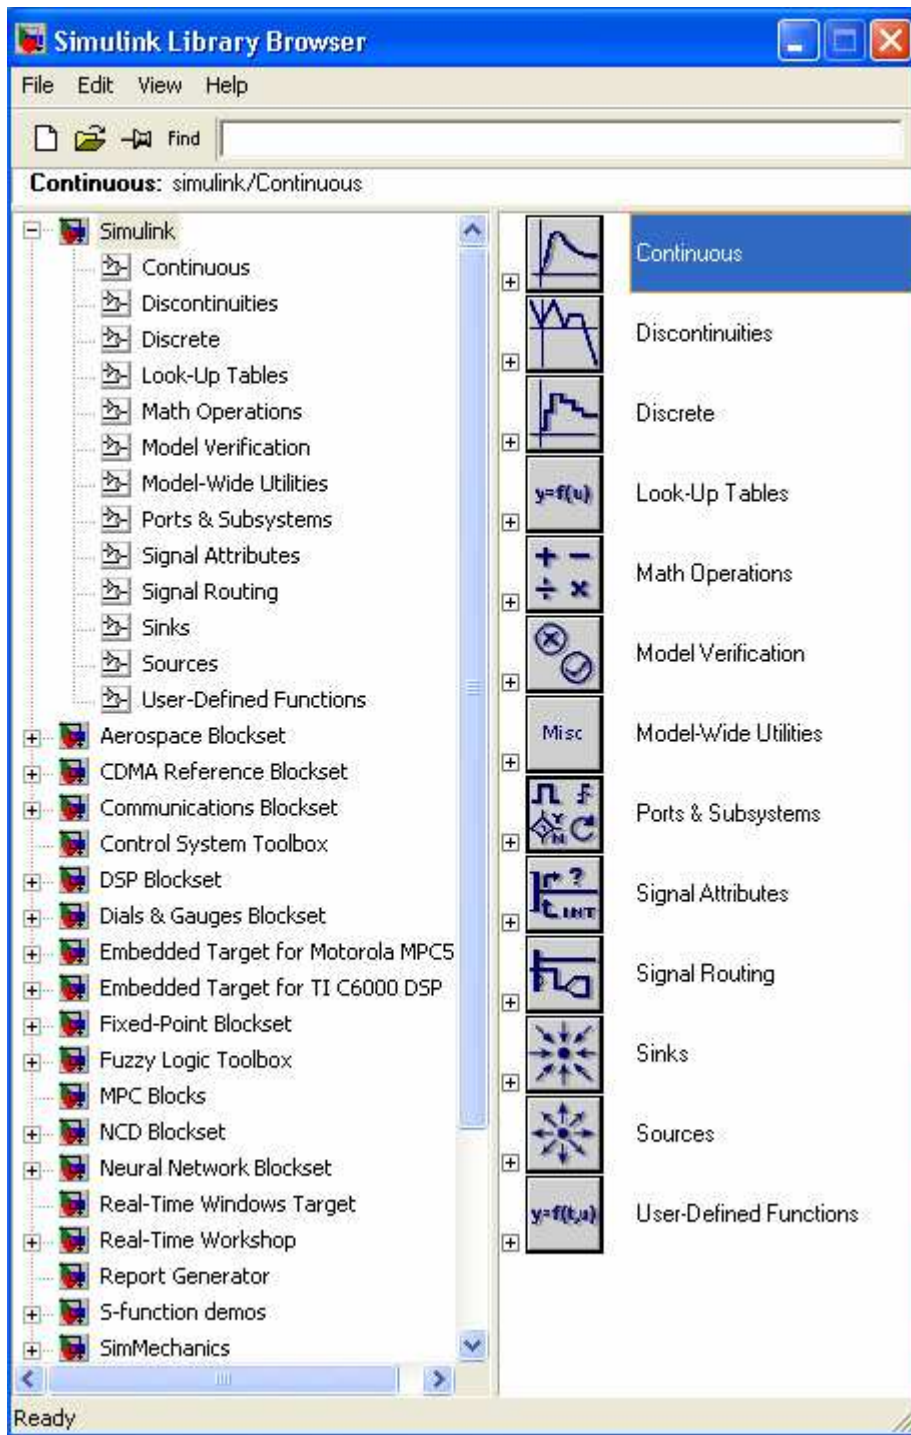 Simulink Library Browser
File Edit View Help
Find
Continuous: simulink/Continuous
Simulink
Continuous
Discontinuities
Discrete
Look-Up Tables
Math Operations
Model Verification
Model-Wide Utilities
Ports & Subsystems
Signal Attributes
Signal Routing
Sinks
Sources
User-Defined Functions
Aerospace Blockset
CDMA Reference Blockset
Communications Blockset
Control System Toolbox
DSP Blockset
Dials & Gauges Blockset
Embedded Target for Motorola MPC5
Embedded Target for TI C6000 DSP
Fixed-Point Blockset
Fuzzy Logic Toolbox
MPC Blocks
NCD Blockset
Neural Network Blockset
Real-Time Windows Target
Real-Time Workshop
Report Generator
S-function demos
SimMechanics
Continuous
Discontinuities
Discrete
y=f(u) Look-Up Tables
+ − ÷ × Math Operations
Model Verification
Misc Model-Wide Utilities
Y N Ports & Subsystems
? INT Signal Attributes
Signal Routing
Sinks
Sources
y=f(t,u) User-Defined Functions
Ready